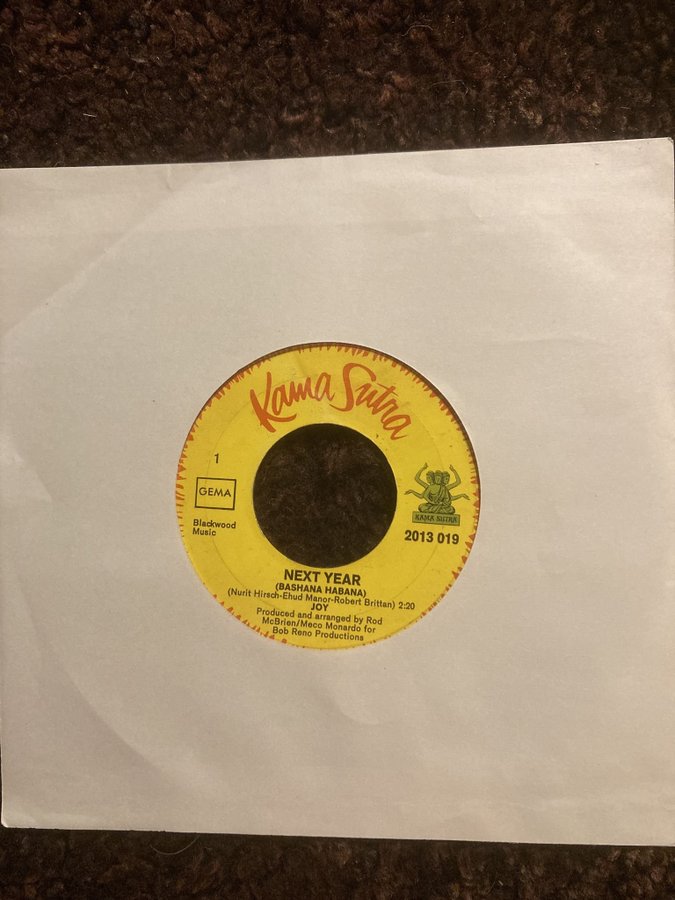 Kama Sutra
1
GEMA
Blackwood
Music
KAMA SUTRA
2013 019
NEXT YEAR
(BASHANA HABANA)
(Nurit Hirsch-Ehud Manor-Robert Brittan) 2:20
JOY
Produced and arranged by Rod
McBrien/Meco Monardo for
Bob Reno Productions